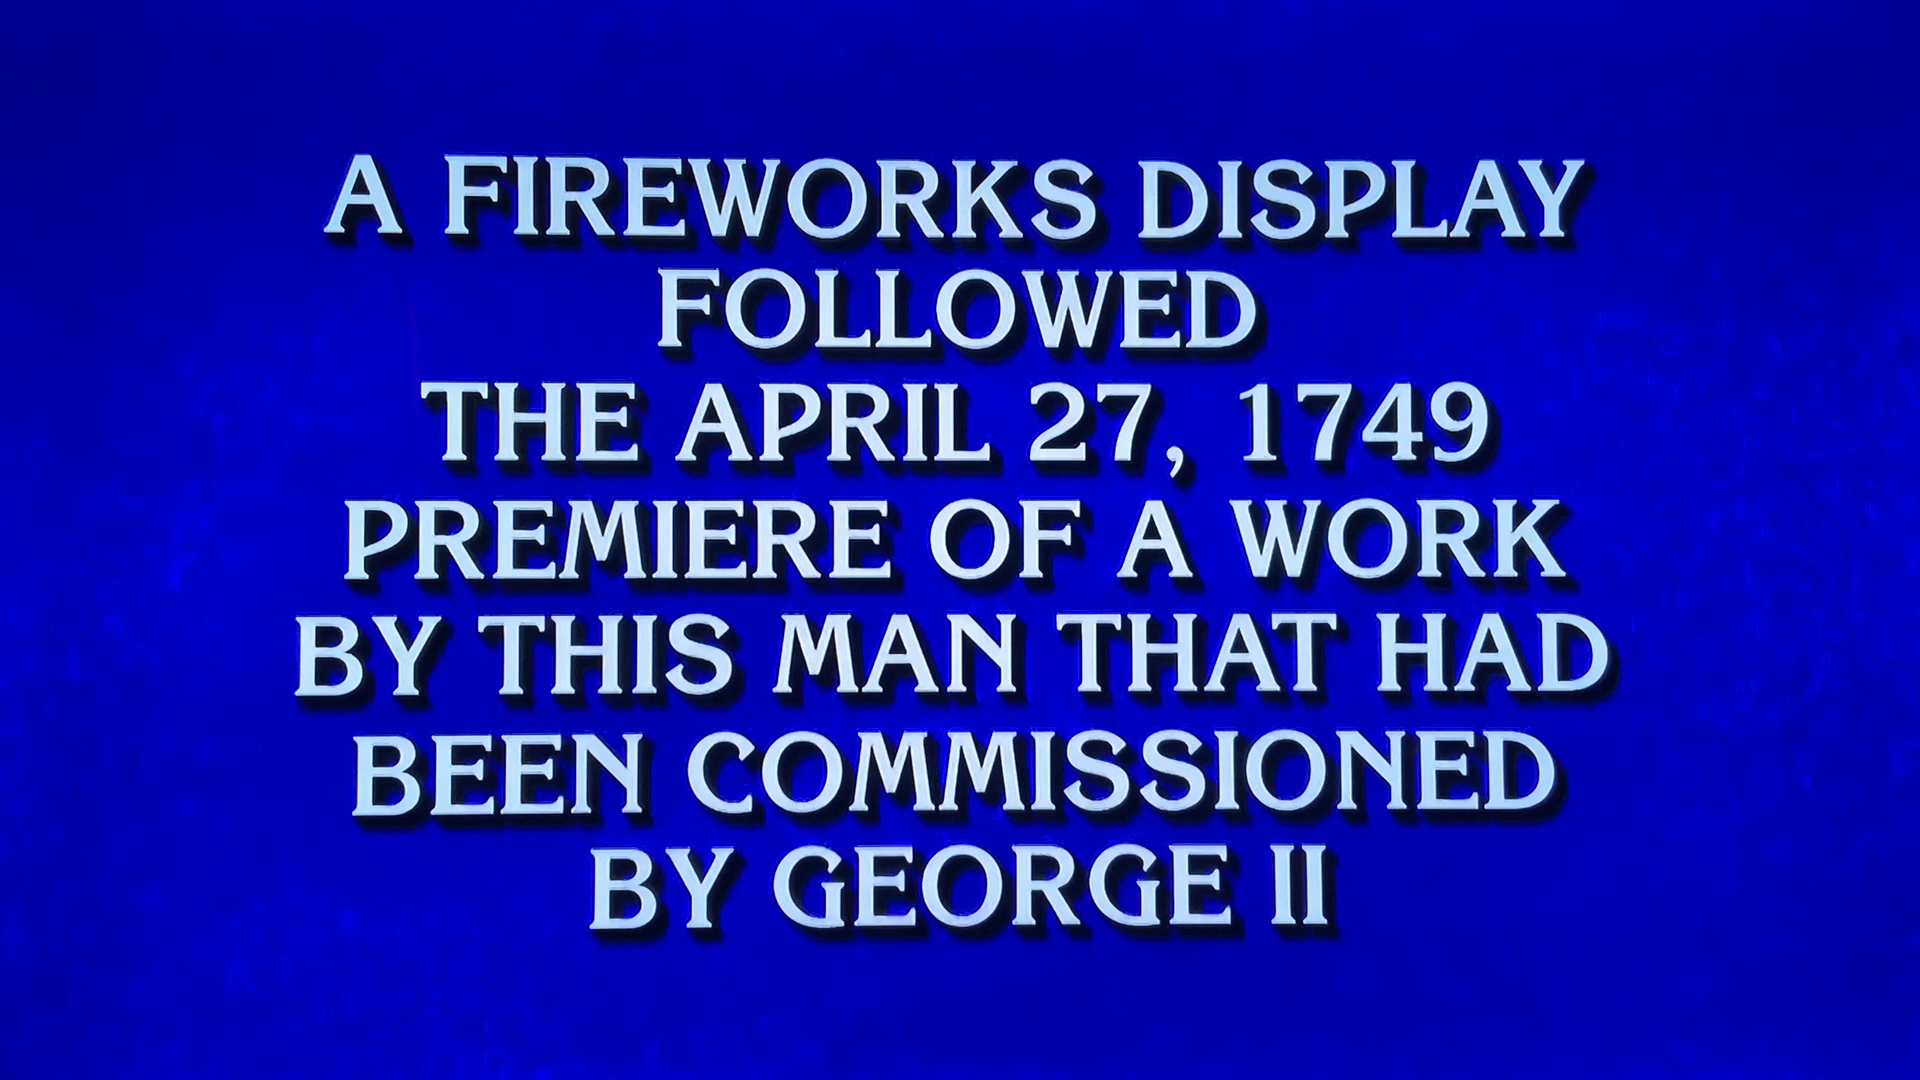 A FIREWORKS DISPLAY
FOLLOWED
THE APRIL 27, 1749
PREMIERE OF A WORK
BY THIS MAN THAT HAD
BEEN COMMISSIONED
BY GEORGE II